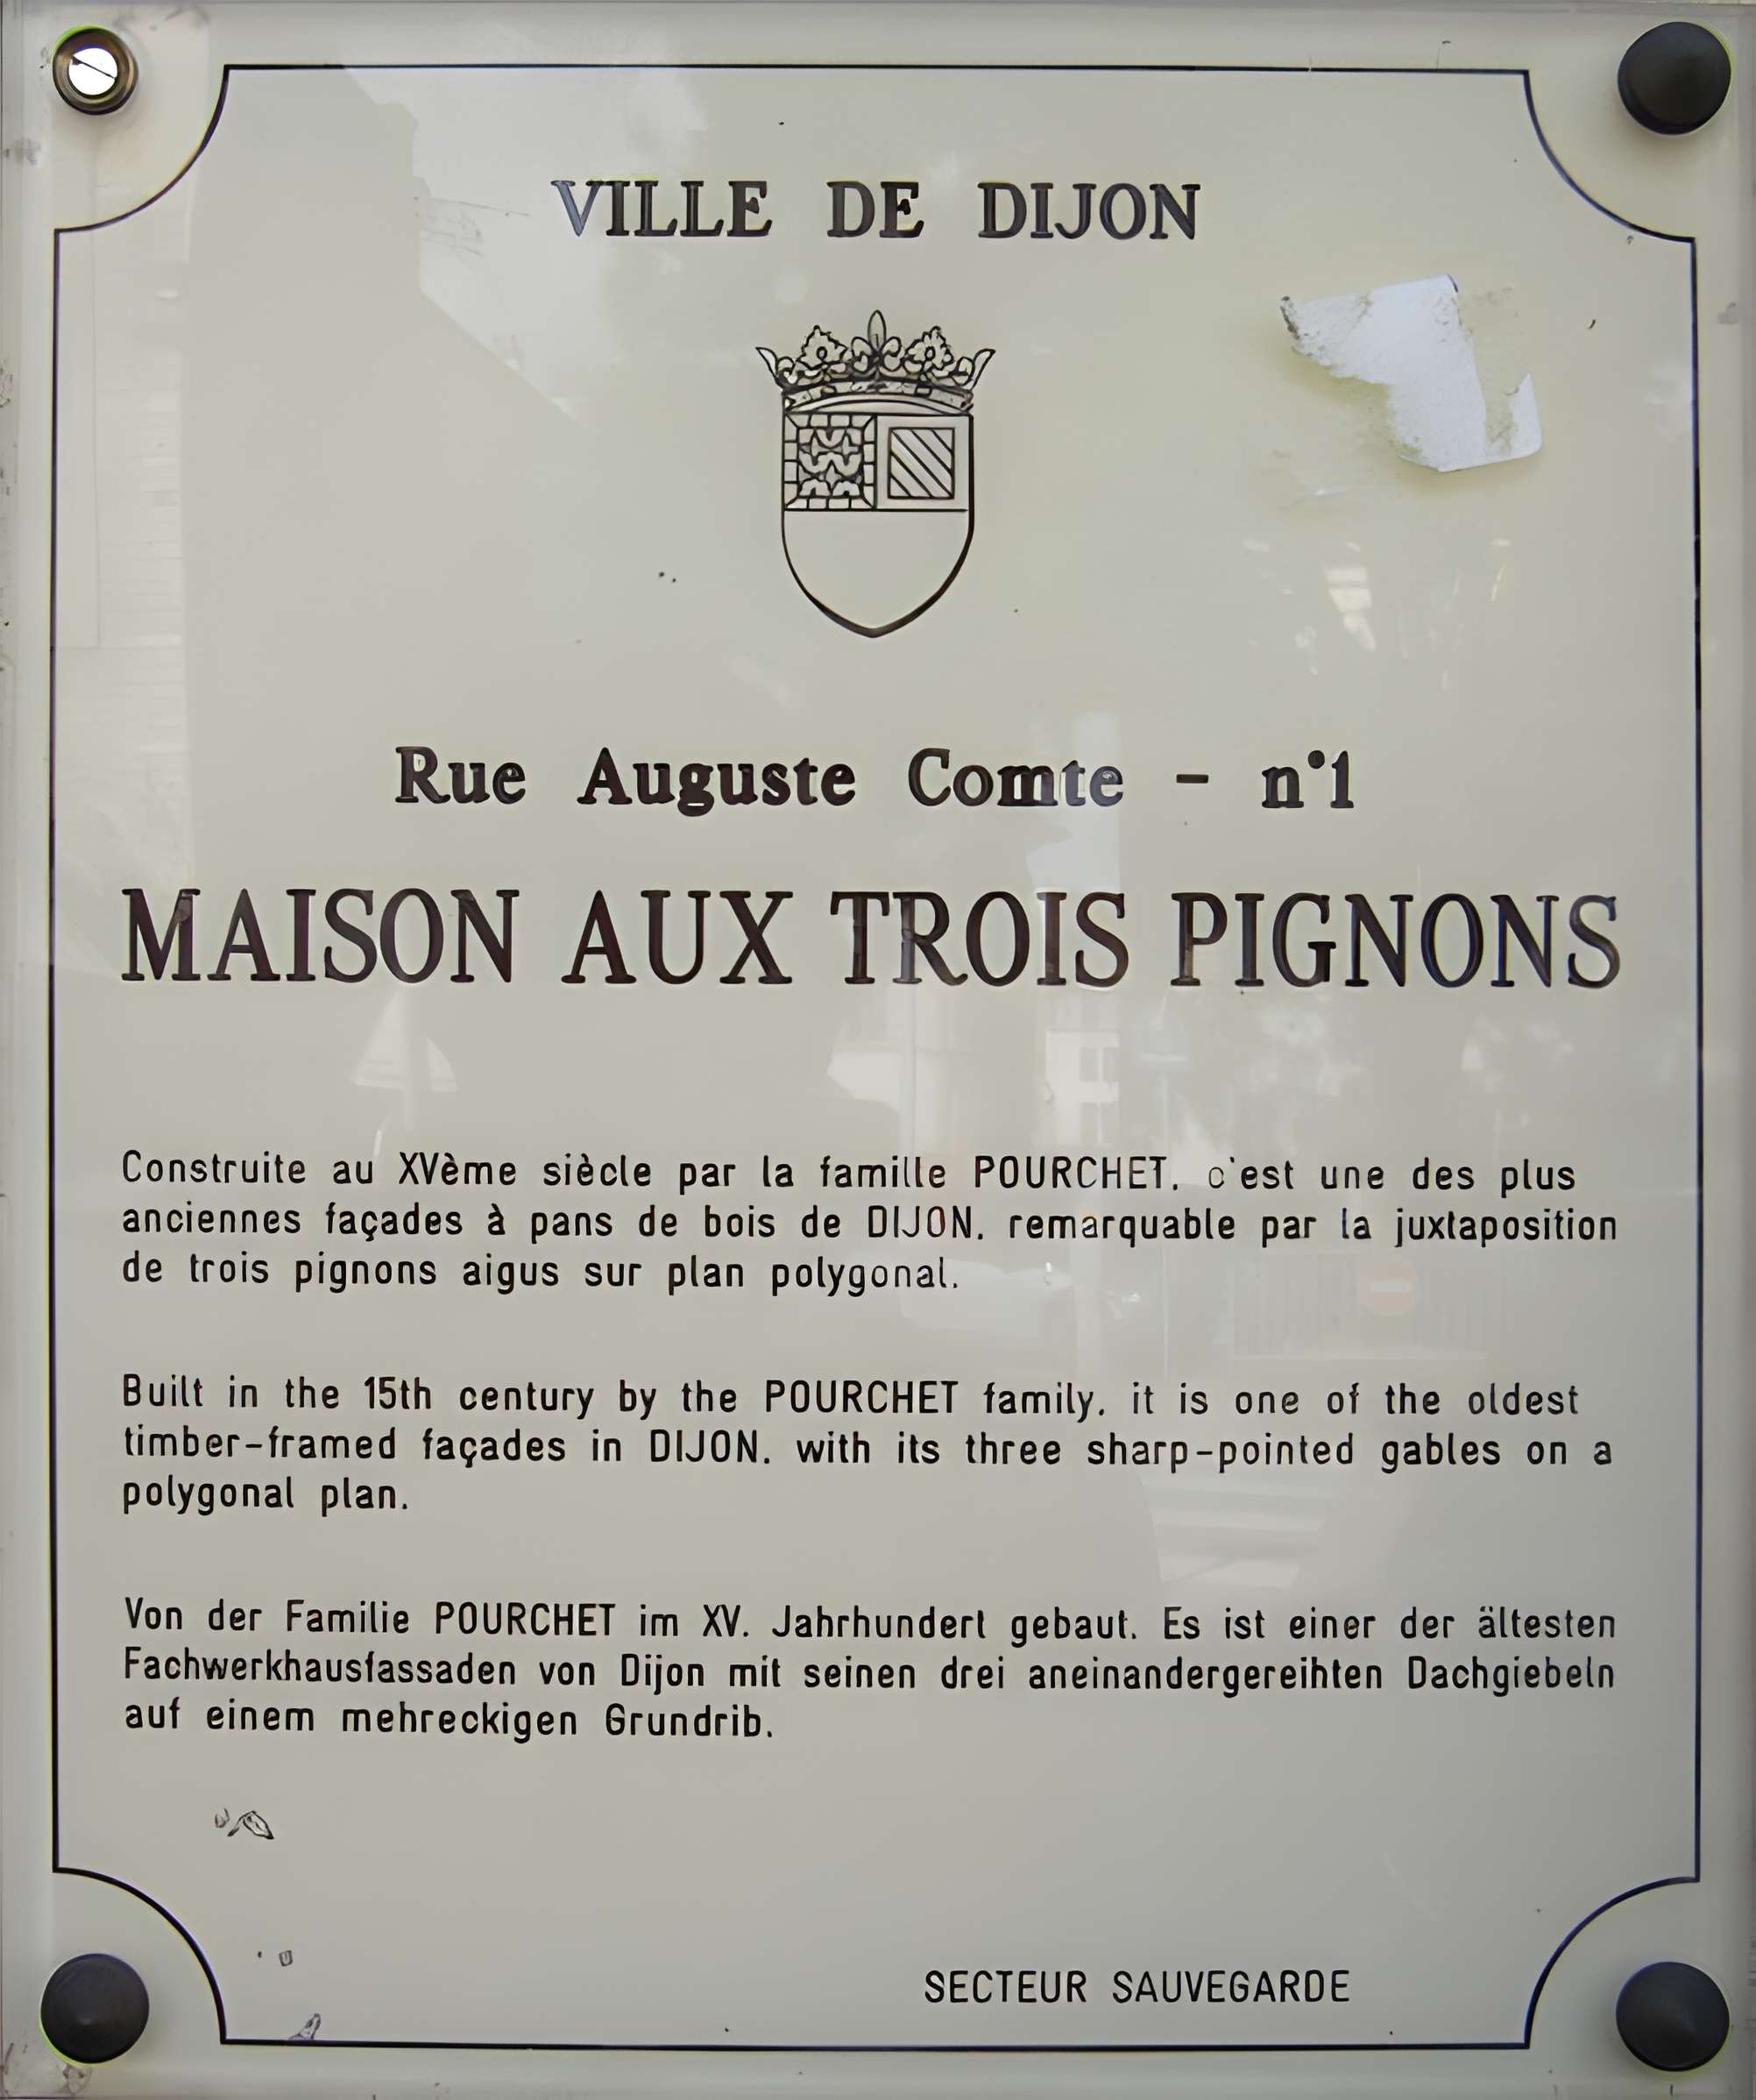 VILLE DE DIJON
Rue Auguste Comte - n°1
MAISON AUX TROIS PIGNONS
Construite au XVème siècle par la famille POURCHET, c'est une des plus
anciennes façades à pans de bois de DIJON, remarquable par la juxtaposition
de trois pignons aigus sur plan polygonal.
Built in the 15th century by the POURCHET family, it is one of the oldest
timber-framed façades in DIJON, with its three sharp-pointed gables on a
polygonal plan.
Von der Familie POURCHET im XV. Jahrhundert gebaut. Es ist einer der ältesten
Fachwerkhausfassaden von Dijon mit seinen drei aneinandergereihten Dachgiebeln
auf einem mehreckigen Grundrib.
SECTEUR SAUVEGARDE